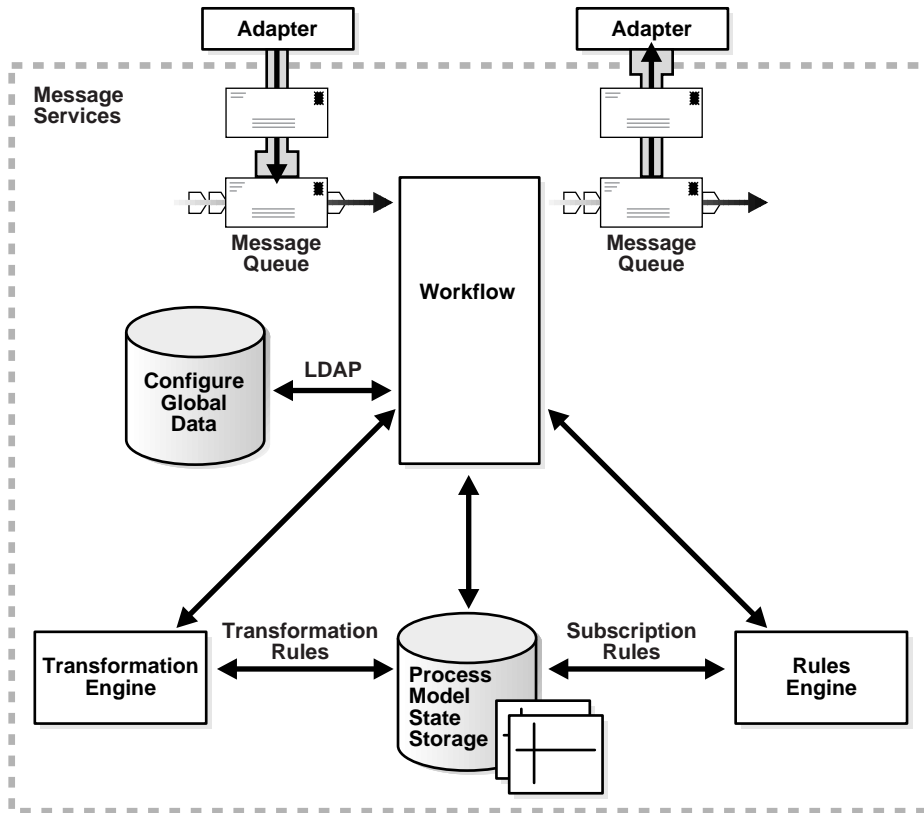 Adapter
Adapter
Message
Services
Message
Queue
Message
Queue
Workflow
LDAP
Configure
Global
Data
Transformation
Rules
Subscription
Rules
Transformation
Engine
Process
Model
State
Storage
Rules
Engine